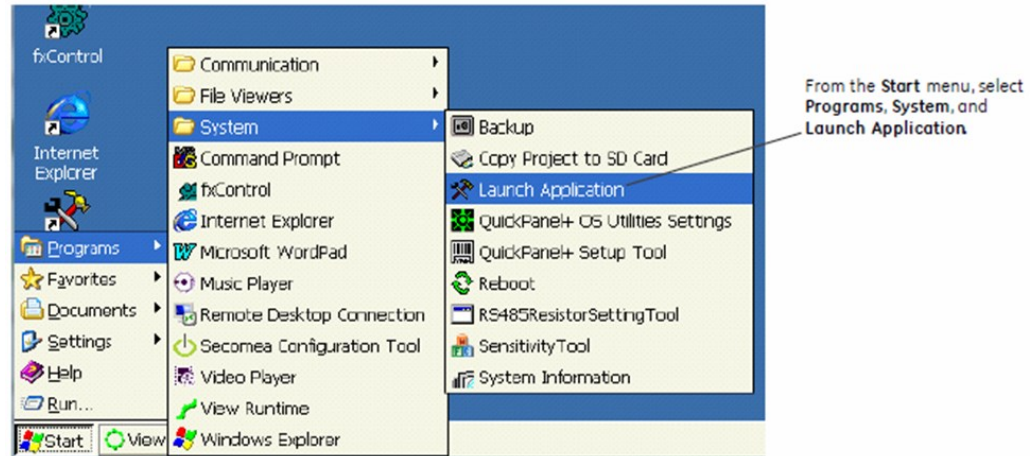 fxControl
Internet
Explorer
Programs
Favorites
Documents
Settings
Help
Run...
Start
View
Communication
File Viewers
System
Command Prompt
fxControl
Internet Explorer
Microsoft WordPad
Music Player
Remote Desktop Connection
Secomea Configuration Tool
Video Player
View Runtime
Windows Explorer
Backup
Copy Project to SD Card
Launch Application
QuickPanel+ OS Utilities Settings
QuickPanel+ Setup Tool
Reboot
RS485ResistorSettingTool
SensitivityTool
System Information
From the Start menu, select
Programs, System, and
Launch Application.